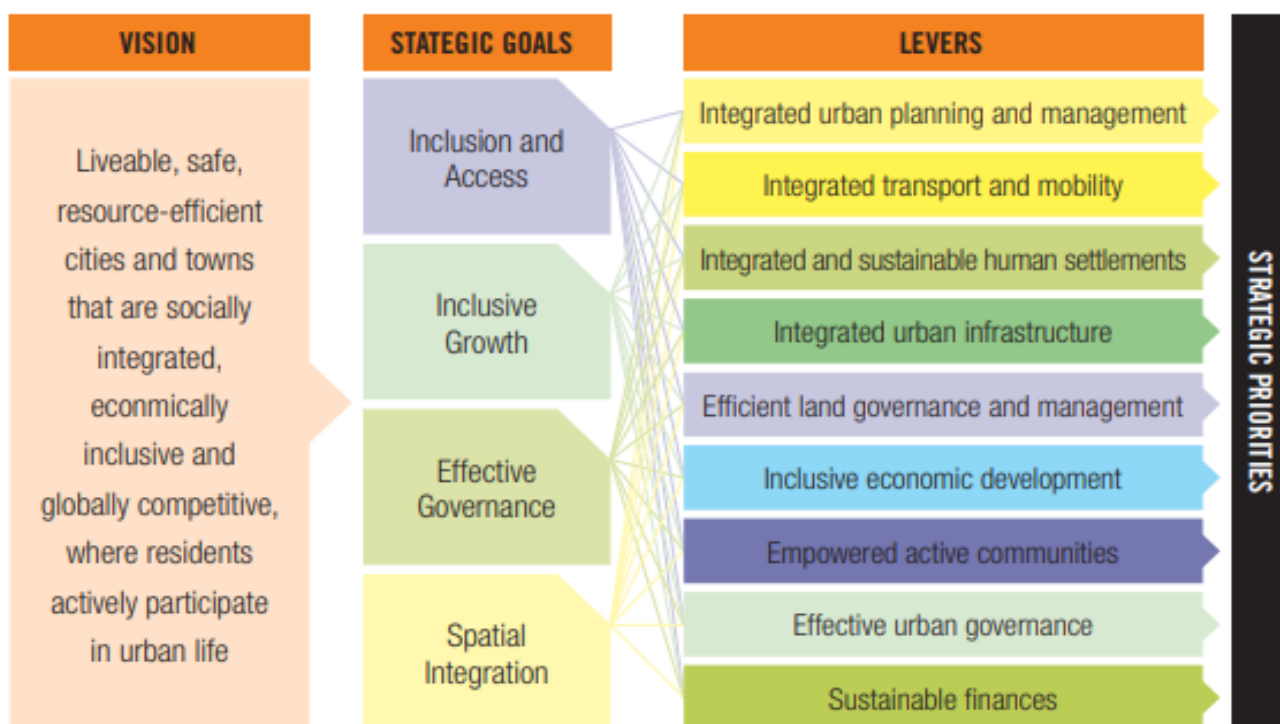 VISION
Liveable, safe,
resource-efficient
cities and towns
that are socially
integrated,
econmically
inclusive and
globally competitive,
where residents
actively participate
in urban life
STATEGIC GOALS
Inclusion and
Access
Inclusive
Growth
Effective
Governance
Spatial
Integration
LEVERS
Integrated urban planning and management
Integrated transport and mobility
Integrated and sustainable human settlements
Integrated urban infrastructure
Efficient land governance and management
Inclusive economic development
Empowered active communities
Effective urban governance
Sustainable finances
STRATEGIC PRIORITIES